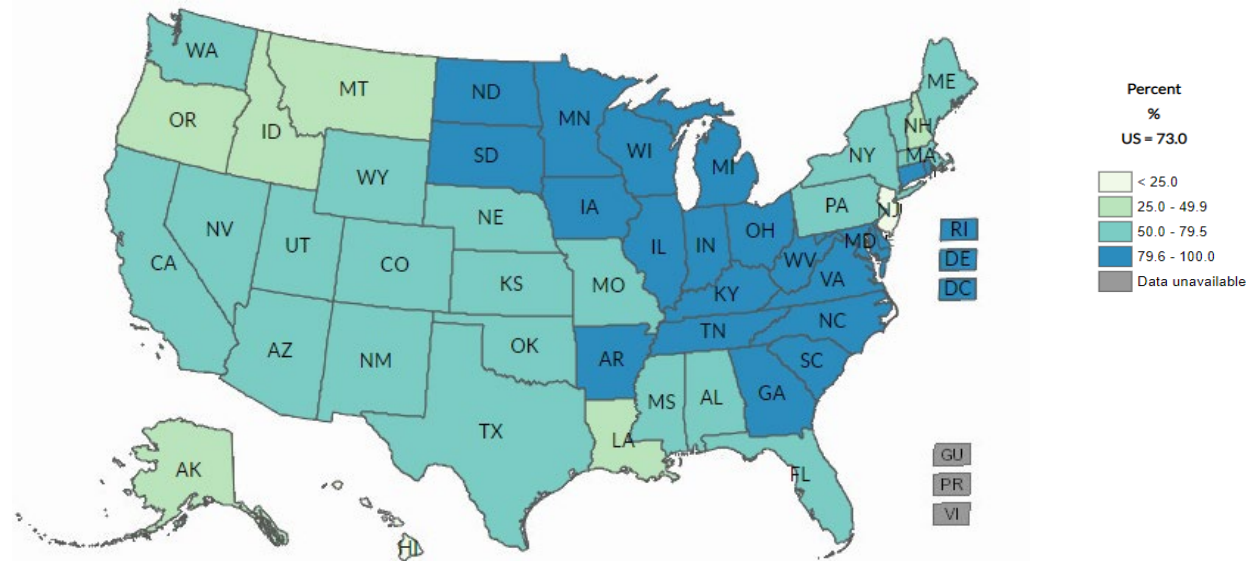 WA
MT
ND
MN
ME
OR
ID
SD
WI
MI
NH
NY
MA
WY
IA
NE
PA
NJ
NV
UT
CO
IL
IN
OH
MD
RI
CA
KS
MO
WV
VA
DE
KY
DC
AZ
NM
OK
AR
TN
NC
SC
TX
MS
AL
GA
LA
FL
AK
HI
GU
PR
VI
Percent
%
US = 73.0
< 25.0
25.0 - 49.9
50.0 - 79.5
79.6 - 100.0
Data unavailable